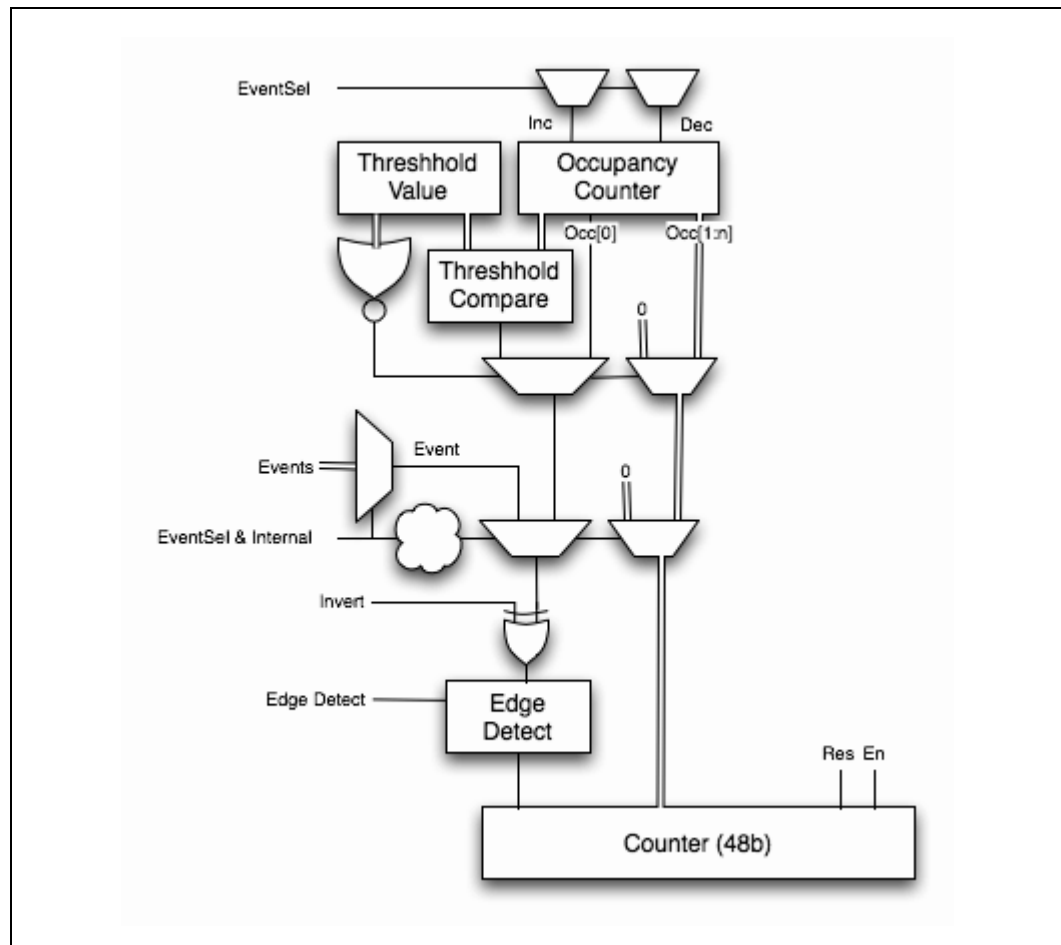 EventSel
Inc
Dec
Threshhold
Value
Occupancy
Counter
Occ[0]
Occ[1:n]
Threshhold
Compare
0
Event
Events
0
EventSel & Internal
Invert
Edge Detect
Edge
Detect
Res
En
Counter (48b)